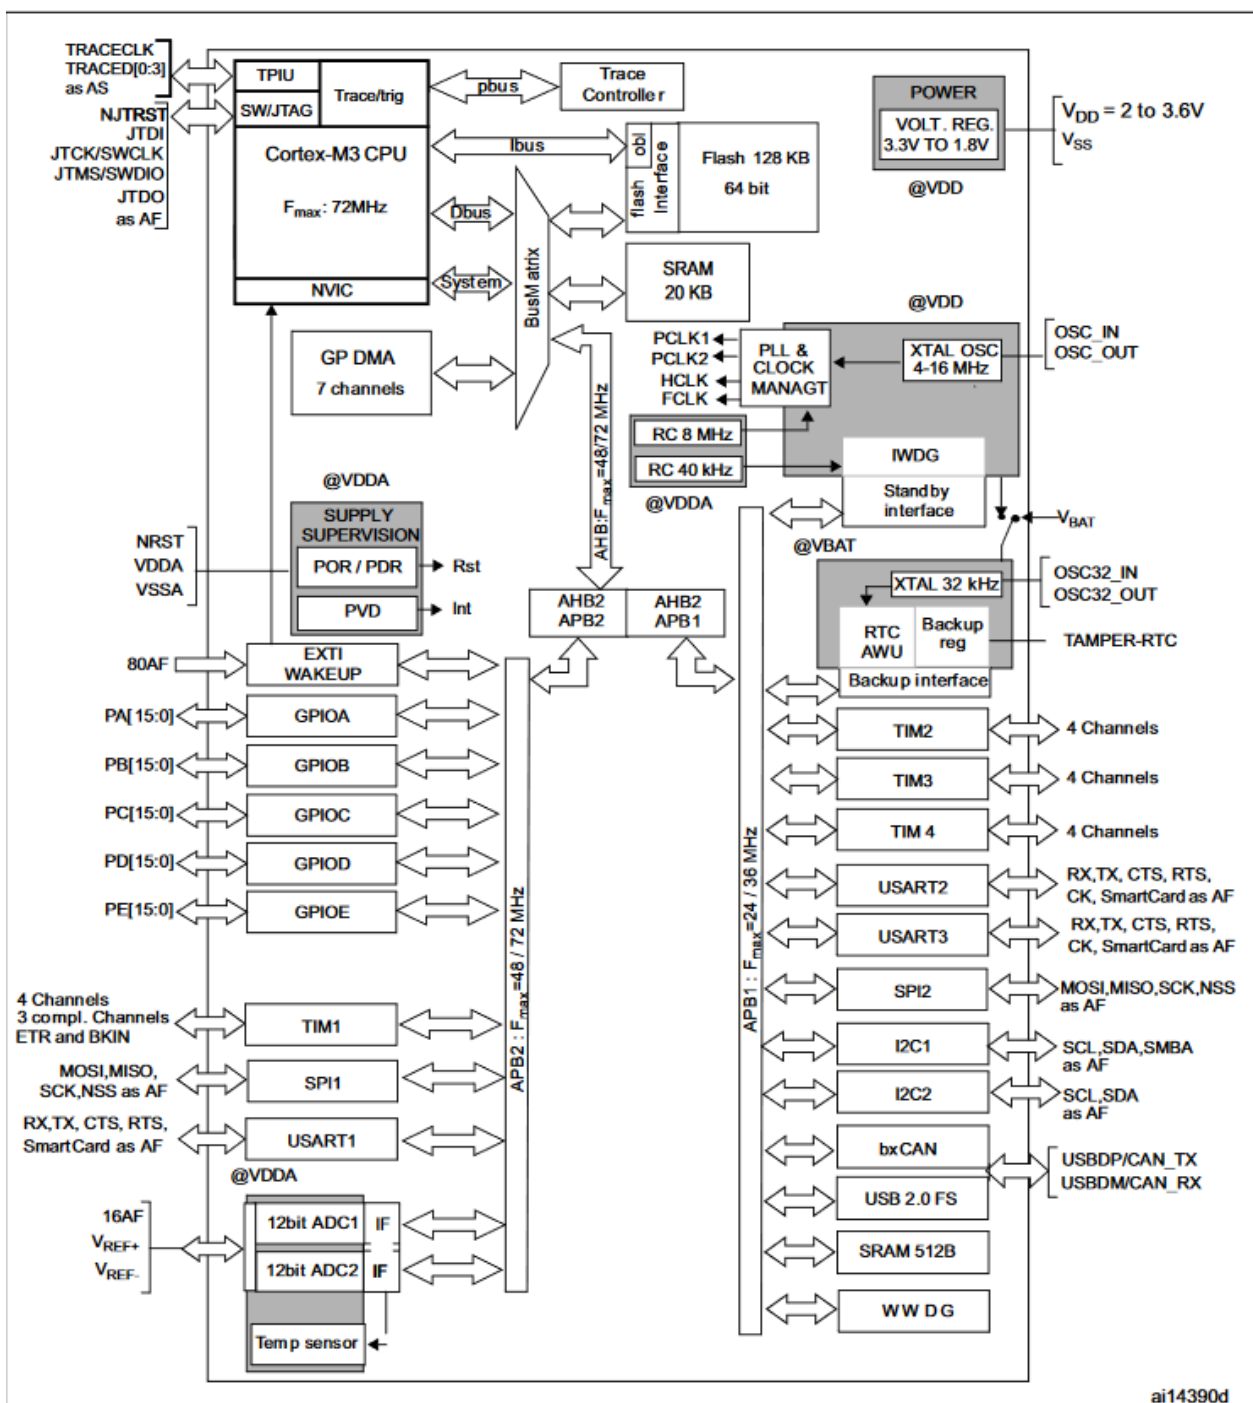 TRACECLK
TRACED[0:3]
as AS
NJTRST
JTDI
JTCK/SWCLK
JTMS/SWDIO
JTDO
as AF
TPIU
SW/JTAG
Trace/trig
Cortex-M3 CPU
Fmax: 72MHz
NVIC
pbus
Trace
Controller
Ibus
Dbus
System
BusMatrix
obl
flash
Interface
Flash 128 KB
64 bit
SRAM
20 KB
GP DMA
7 channels
AHB:Fmax=48/72 MHz
POWER
VOLT. REG.
3.3V TO 1.8V
@VDD
VDD = 2 to 3.6V
VSS
@VDD
PCLK1
PCLK2
HCLK
FCLK
PLL &
CLOCK
MANAGT
XTAL OSC
4-16 MHz
OSC_IN
OSC_OUT
RC 8 MHz
RC 40 kHz
@VDDA
IWDG
Standby
interface
VBAT
@VBAT
XTAL 32 kHz
OSC32_IN
OSC32_OUT
RTC
AWU
Backup
reg
TAMPER-RTC
Backup interface
@VDDA
SUPPLY
SUPERVISION
NRST
VDDA
VSSA
POR / PDR
Rst
PVD
Int
AHB2
APB2
AHB2
APB1
80AF
EXTI
WAKEUP
PA[15:0]
GPIOA
PB[15:0]
GPIOB
PC[15:0]
GPIOC
PD[15:0]
GPIOD
PE[15:0]
GPIOE
APB2 : Fmax=48 / 72 MHz
4 Channels
3 compl. Channels
ETR and BKIN
TIM1
MOSI,MISO,
SCK,NSS as AF
SPI1
RX,TX, CTS, RTS,
SmartCard as AF
USART1
@VDDA
16AF
VREF+
VREF-
12bit ADC1
IF
12bit ADC2
IF
Temp sensor
APB1 : Fmax=24 / 36 MHz
TIM2
4 Channels
TIM3
4 Channels
TIM 4
4 Channels
USART2
RX,TX, CTS, RTS,
CK, SmartCard as AF
USART3
RX,TX, CTS, RTS,
CK, SmartCard as AF
SPI2
MOSI,MISO,SCK,NSS
as AF
I2C1
SCL,SDA,SMBA
as AF
I2C2
SCL,SDA
as AF
bxCAN
USBDP/CAN_TX
USBDM/CAN_RX
USB 2.0 FS
SRAM 512B
WWDG
ai14390d